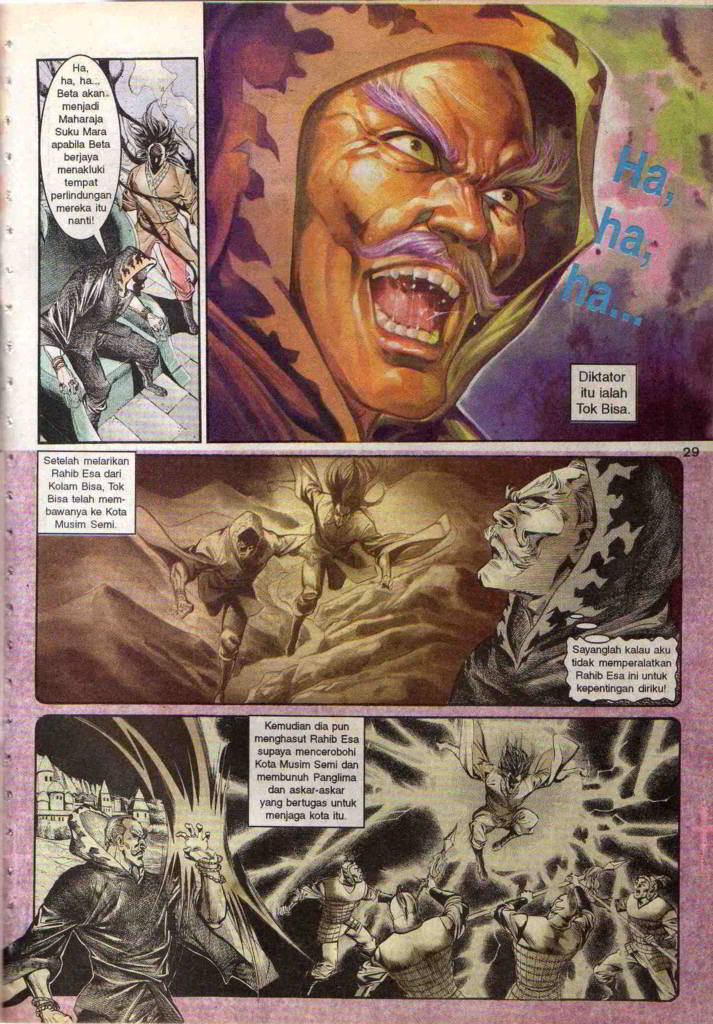 Ha,
ha, ha...
Beta akan
menjadi
Maharaja
Suku Mara
apabila Beta
berjaya
menakluki
tempat
perlindungan
mereka itu
nanti!
Ha,
ha,
ha...
Diktator
itu ialah
Tok Bisa.
29
Setelah melarikan
Rahib Esa dari
Kolam Bisa, Tok
Bisa telah mem-
bawanya ke Kota
Musim Semi.
Sayanglah kalau aku
tidak memperalatkan
Rahib Esa ini untuk
kepentingan diriku!
Kemudian dia pun
menghasut Rahib Esa
supaya mencerobohi
Kota Musim Semi dan
membunuh Panglima
dan askar-askar
yang bertugas untuk
menjaga kota itu.